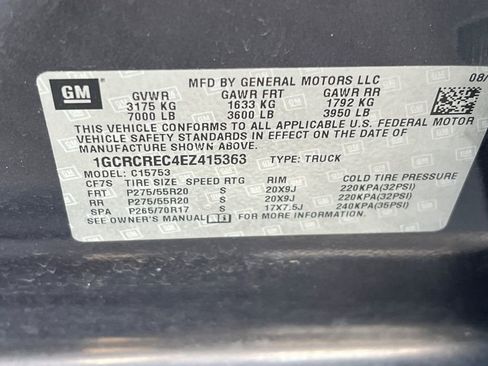 GM
MFD BY GENERAL MOTORS LLC
08/
GVWR GAWR FRT GAWR RR
3175 KG 1633 KG 1792 KG
7000 LB 3600 LB 3950 LB
THIS VEHICLE CONFORMS TO ALL APPLICABLE U.S. FEDERAL MOTOR
VEHICLE SAFETY STANDARDS IN EFFECT ON THE DATE OF
MANUFACTURE SHOWN ABOVE.
1GCRCREC4EZ415363 TYPE: TRUCK
MODEL: C15753
CF7S TIRE SIZE SPEED RTG RIM COLD TIRE PRESSURE
FRT P275/55R20 S 20X9J 220KPA(32PSI)
RR P275/55R20 S 20X9J 220KPA(32PSI)
SPA P265/70R17 S 17X7.5J 240KPA(35PSI)
SEE OWNER'S MANUAL FOR MORE INFORMATION.